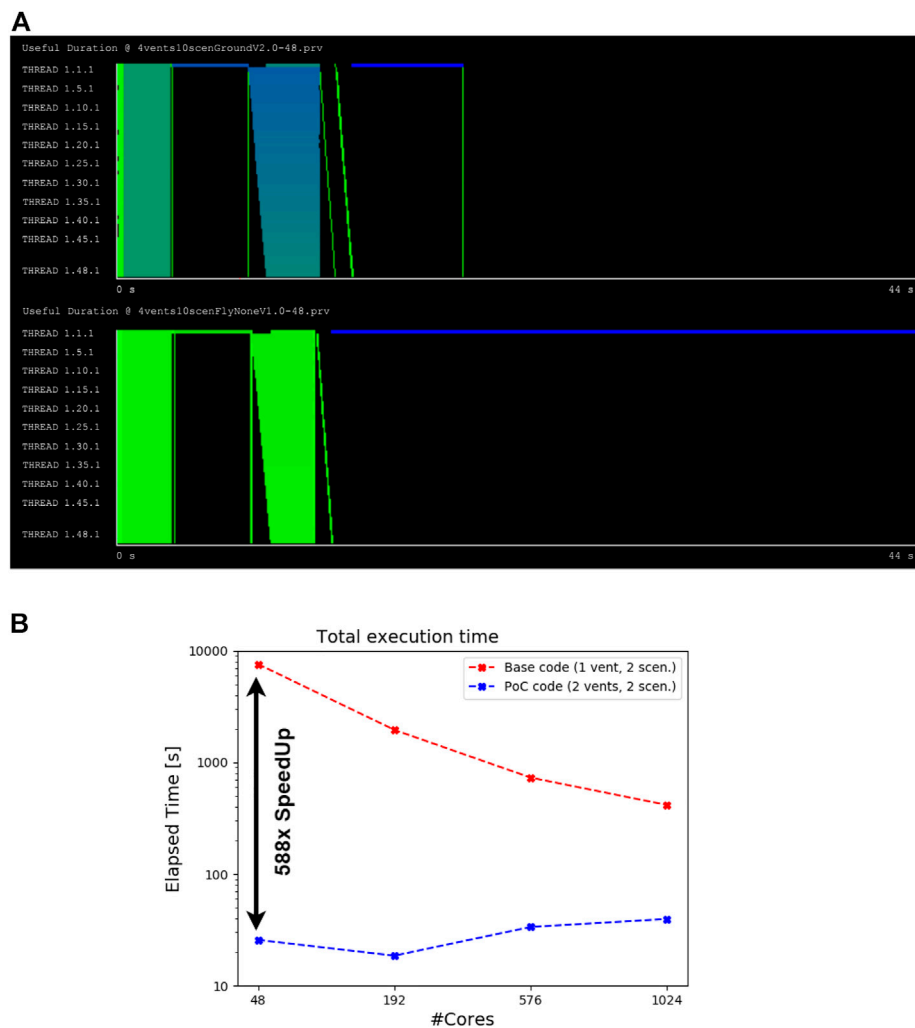 A
Useful Duration @ 4vents10scenGroundV2.0-48.prv
THREAD 1.1.1
THREAD 1.5.1
THREAD 1.10.1
THREAD 1.15.1
THREAD 1.20.1
THREAD 1.25.1
THREAD 1.30.1
THREAD 1.35.1
THREAD 1.40.1
THREAD 1.45.1
THREAD 1.48.1
0 s 44 s
Useful Duration @ 4vents10scenFlyNoneV1.0-48.prv
THREAD 1.1.1
THREAD 1.5.1
THREAD 1.10.1
THREAD 1.15.1
THREAD 1.20.1
THREAD 1.25.1
THREAD 1.30.1
THREAD 1.35.1
THREAD 1.40.1
THREAD 1.45.1
THREAD 1.48.1
0 s 44 s
B
Total execution time
Base code (1 vent, 2 scen.)
PoC code (2 vents, 2 scen.)
10000
1000
100
10
Elapsed Time [s]
588x SpeedUp
48 192 576 1024
#Cores